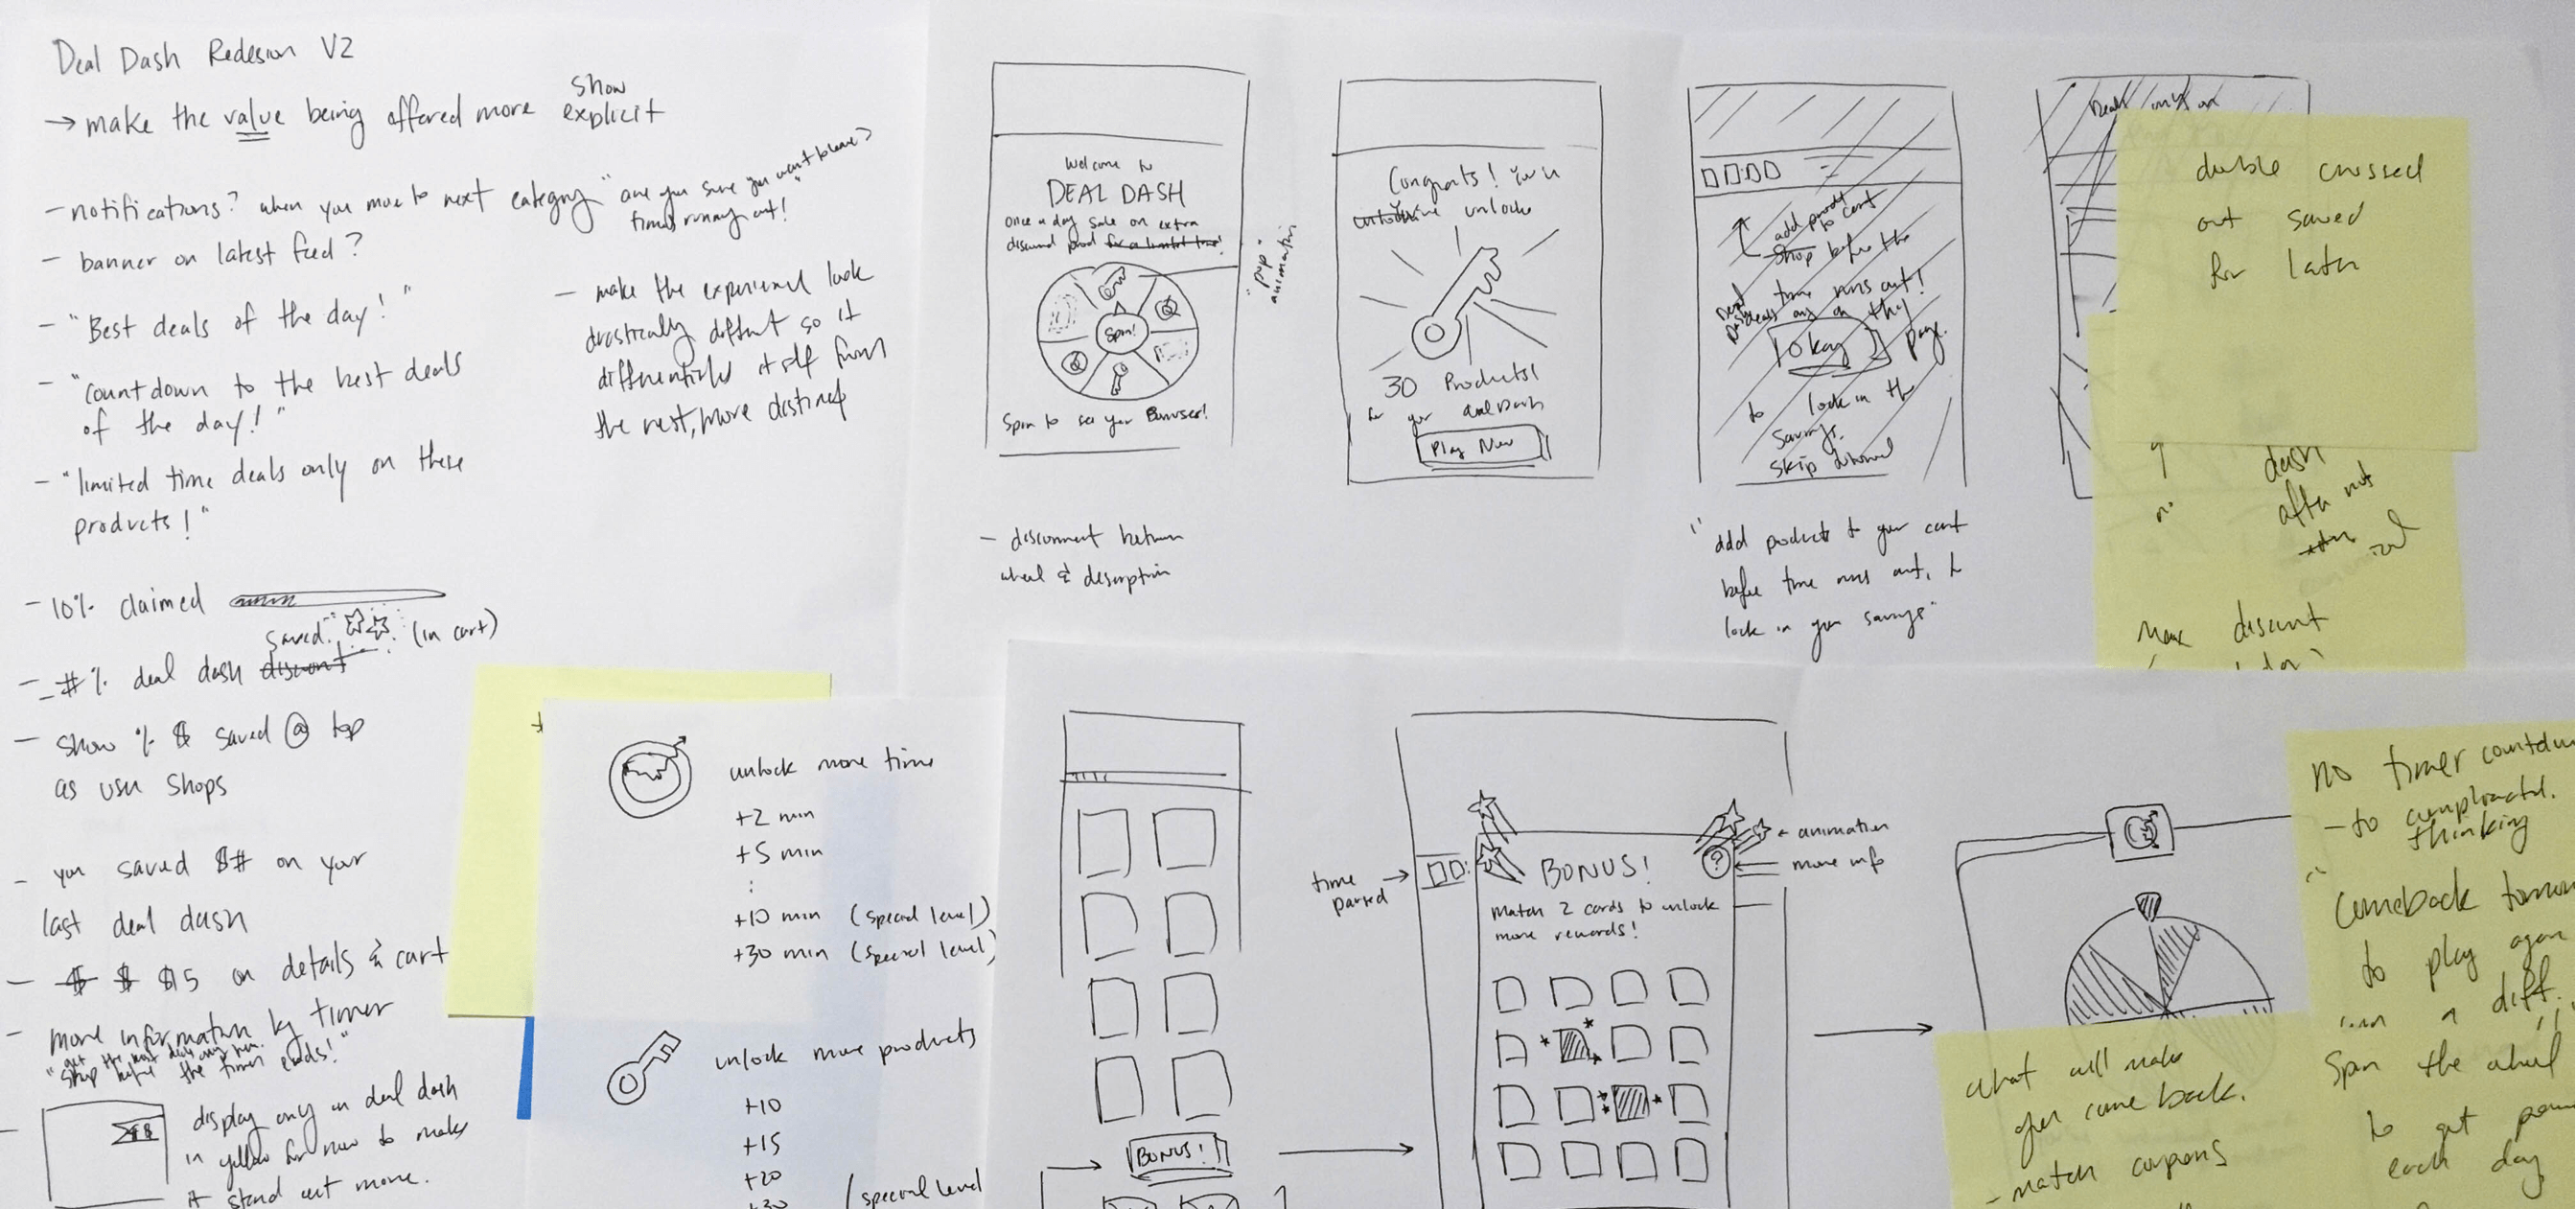 Deal Dash Redesign V2
→ make the value being offered more explicit
show
- notifications? when you move to next category "are you sure you want to leave?
times running out!"
- banner on latest feed?
- "Best deals of the day!"
- "countdown to the best deals
of the day!"
- "limited time deals only on these
products!"
- make the experience look
drastically different so it
differentiates itself from
the rest, more distinct
- 10% claimed
saved. (in cart)
- #% deal dash discount
- show % $ saved @ top
as user shops
- you saved $# on your
last deal dash
- $ $ $15 on details & cart
- more information by timer
the timer ends!"
display only in deal dash
in yellow for now to make
it stand out more.
Welcome to
DEAL DASH
once a day sale on extra
discount prod for a limited time!
Spin!
Spin to see your Bonuses!
"pop"
animation
- disconnect between
wheel & description
Congrats! You
unlock
30 Products!
for your deal Dash
Play Now
add product
to cart
shop before the
time runs out!
Okay
page.
to lock in the
savings.
Skip tutorial
"add products to your cart
before time runs out, to
lock in your savings"
double crossed
out saved
for later
dash
after not
Max discount
unlock more time
+2 min
+5 min
+10 min (special level)
+30 min (special level)
unlock more products
+10
+15
+20
+30 (special level
BONUS!
time
paused
BONUS!
?
← animation
more info
match 2 cards to unlock
more rewards!
no timer countdown
- to complicated.
thinking
Comeback tomorrow
to play again
in a diff.
Spin the wheel
to get
each day
what will make
come back.
- match coupons